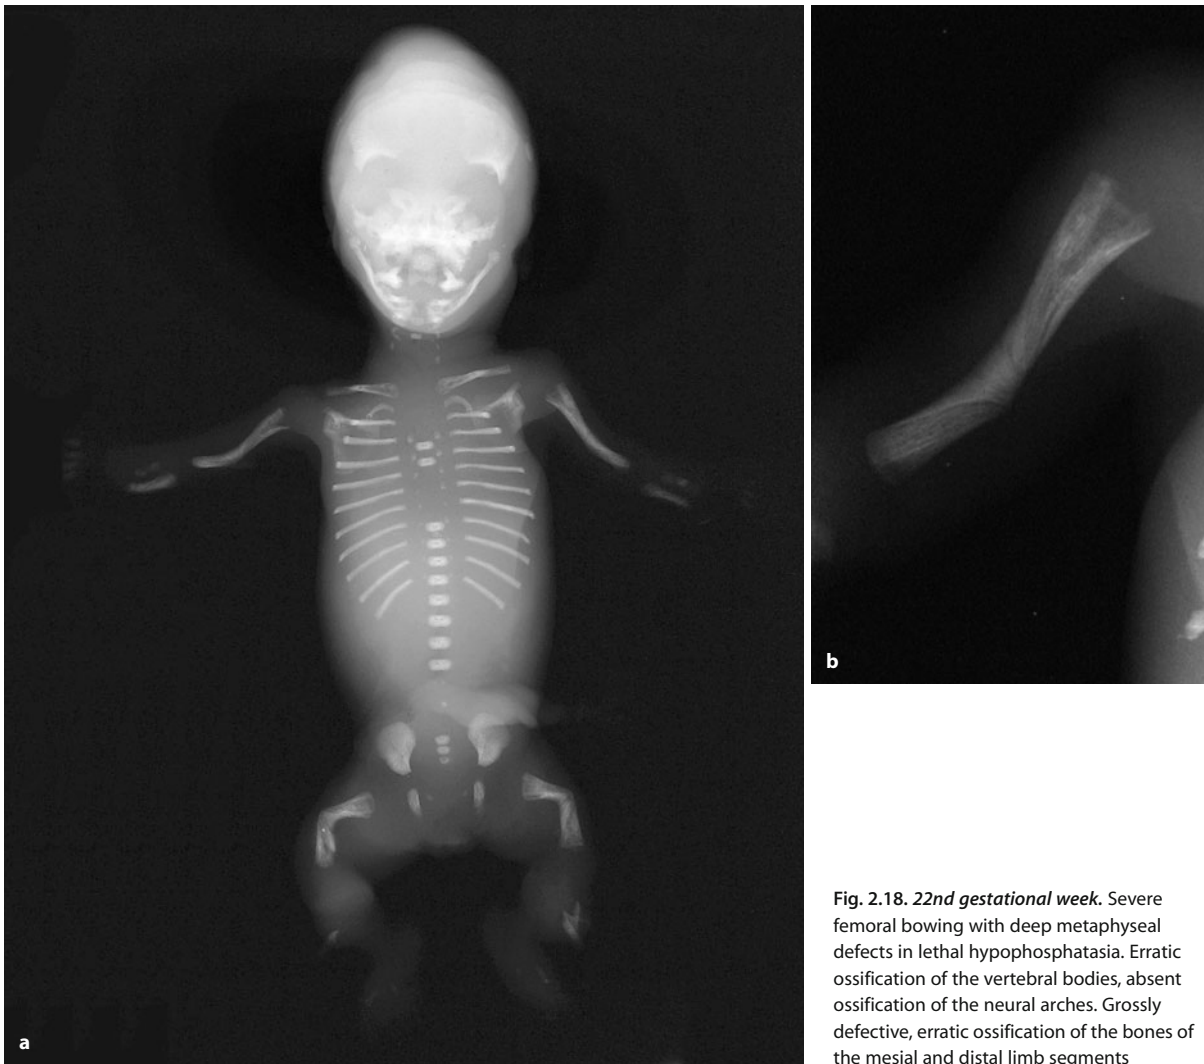 a
b
Fig. 2.18. 22nd gestational week. Severe
femoral bowing with deep metaphyseal
defects in lethal hypophosphatasia. Erratic
ossification of the vertebral bodies, absent
ossification of the neural arches. Grossly
defective, erratic ossification of the bones of
the mesial and distal limb segments